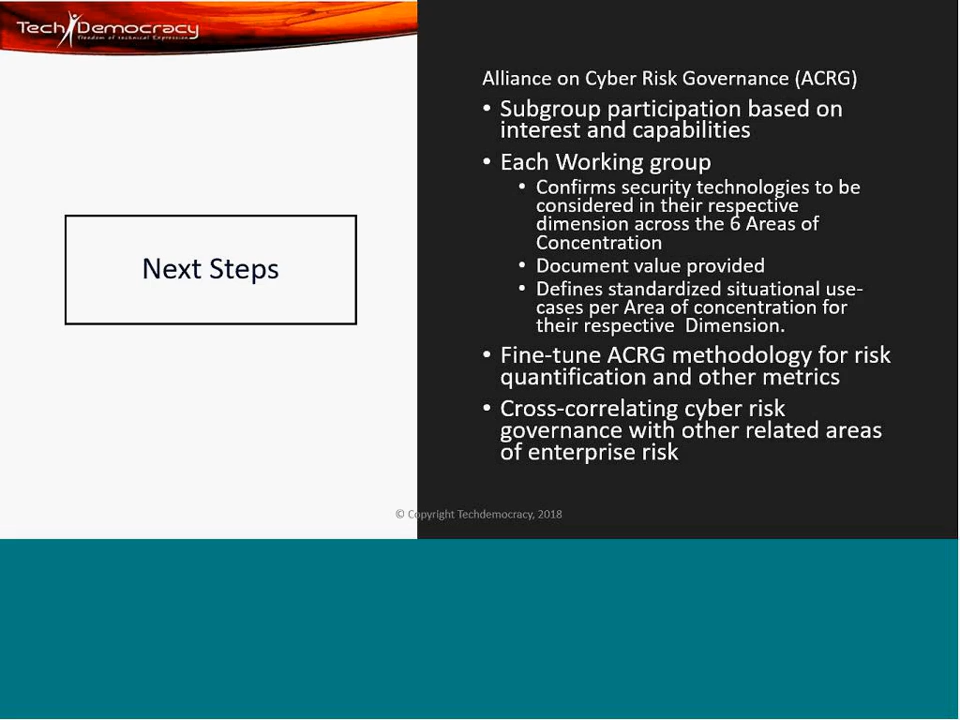 Tech Democracy
Freedom of Technical Expression
Next Steps
Alliance on Cyber Risk Governance (ACRG)
• Subgroup participation based on
interest and capabilities
• Each Working group
• Confirms security technologies to be
considered in their respective
dimension across the 6 Areas of
Concentration
• Document value provided
• Defines standardized situational use-
cases per Area of concentration for
their respective Dimension.
• Fine-tune ACRG methodology for risk
quantification and other metrics
• Cross-correlating cyber risk
governance with other related areas
of enterprise risk
© Copyright Techdemocracy, 2018